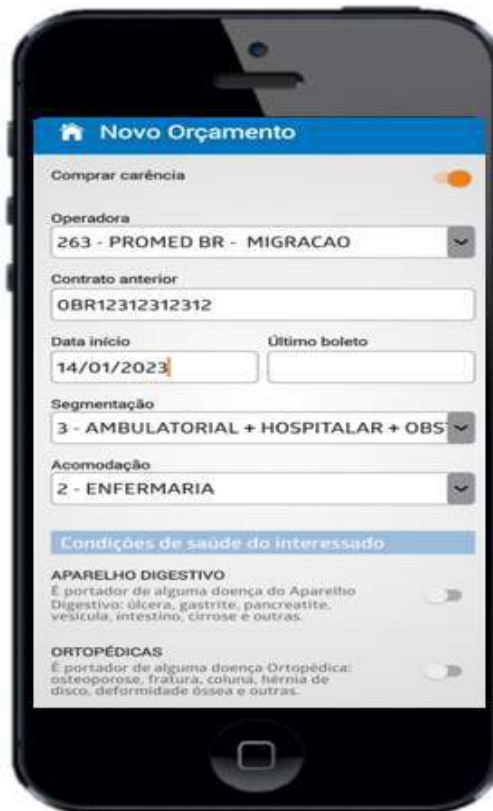 Novo Orçamento
Comprar carência
Operadora
263 - PROMED BR - MIGRACAO
Contrato anterior
OBR12312312312
Data início Último boleto
14/01/2023
Segmentação
3 - AMBULATORIAL + HOSPITALAR + OBST
Acomodação
2 - ENFERMARIA
Condições de saúde do interessado
APARELHO DIGESTIVO
É portador de alguma doença do Aparelho
Digestivo: úlcera, gastrite, pancreatite,
vesícula, intestino, cirrose e outras.
ORTOPÉDICAS
É portador de alguma doença Ortopédica:
osteoporose, fratura, coluna, hérnia de
disco, deformidade óssea e outras.